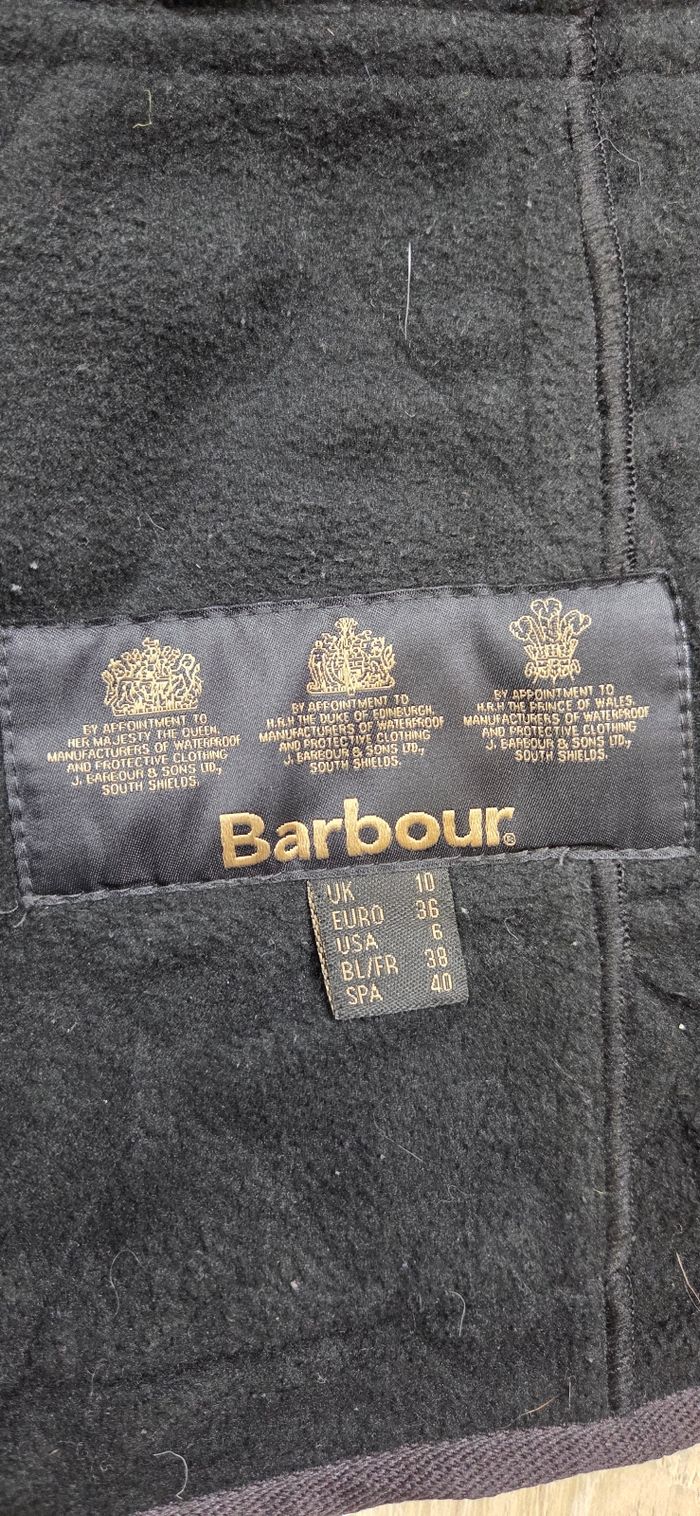 BY APPOINTMENT TO
HER MAJESTY THE QUEEN,
MANUFACTURERS OF WATERPROOF
AND PROTECTIVE CLOTHING
J. BARBOUR & SONS LTD.,
SOUTH SHIELDS.
BY APPOINTMENT TO
H.R.H THE DUKE OF EDINBURGH,
MANUFACTURERS OF WATERPROOF
AND PROTECTIVE CLOTHING
J. BARBOUR & SONS LTD.,
SOUTH SHIELDS.
BY APPOINTMENT TO
H.R.H THE PRINCE OF WALES,
MANUFACTURERS OF WATERPROOF
AND PROTECTIVE CLOTHING
J. BARBOUR & SONS LTD.,
SOUTH SHIELDS.
Barbour®
UK 10
EURO 36
USA 6
BL/FR 38
SPA 40